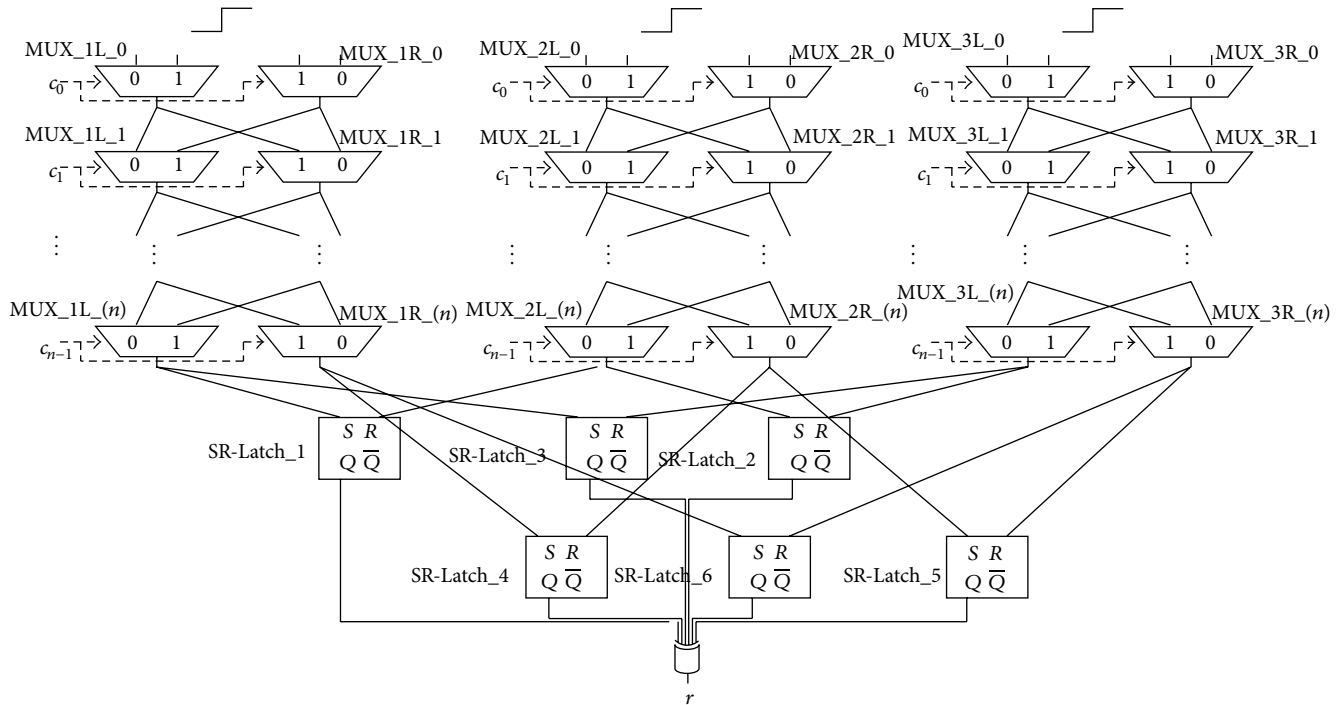 MUX_1L_0 MUX_1R_0 MUX_2L_0 MUX_2R_0 MUX_3L_0 MUX_3R_0
c0 0 1 1 0 c0 0 1 1 0 c0 0 1 1 0
MUX_1L_1 MUX_1R_1 MUX_2L_1 MUX_2R_1 MUX_3L_1 MUX_3R_1
c1 0 1 1 0 c1 0 1 1 0 c1 0 1 1 0
⋮ ⋮ ⋮ ⋮ ⋮ ⋮ ⋮ ⋮ ⋮
MUX_1L_(n) MUX_1R_(n) MUX_2L_(n) MUX_2R_(n) MUX_3L_(n) MUX_3R_(n)
cn−1 0 1 1 0 cn−1 0 1 1 0 cn−1 0 1 1 0
S R S R S R
SR-Latch_1 SR-Latch_3 SR-Latch_2
Q Q̅ Q Q̅ Q Q̅
S R S R S R
SR-Latch_4 SR-Latch_6 SR-Latch_5
Q Q̅ Q Q̅ Q Q̅
r